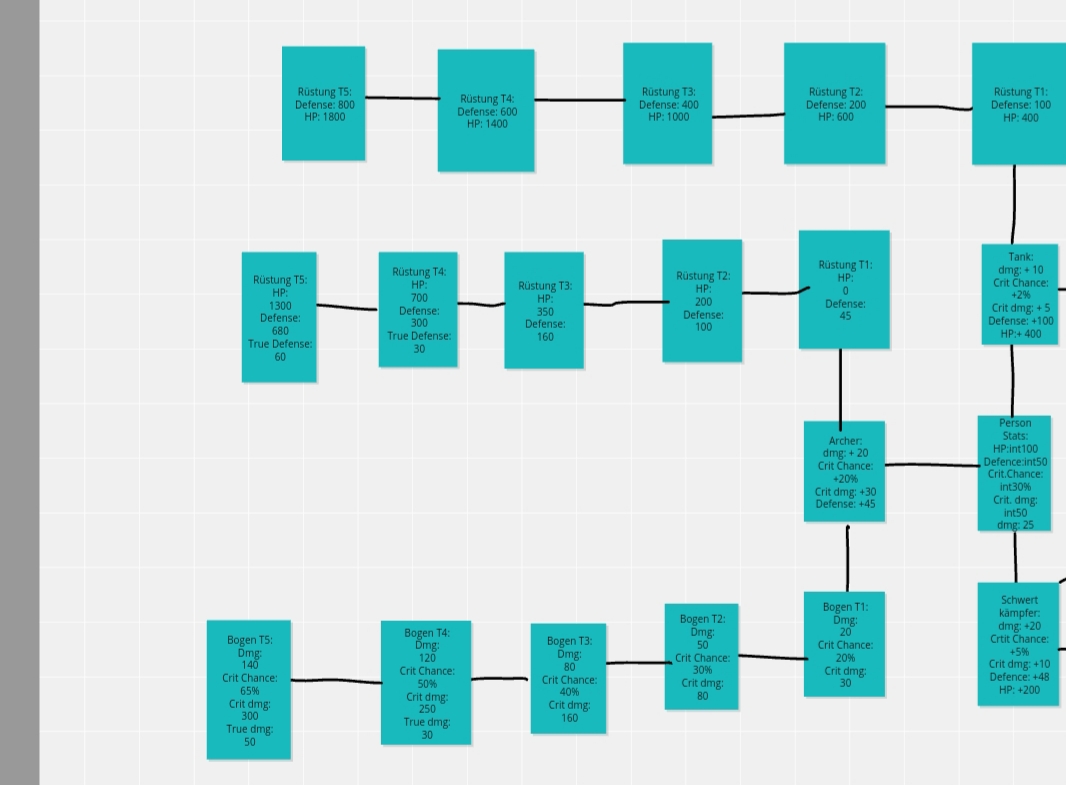 Rüstung T5:
Defense: 800
HP: 1800
Rüstung T4:
Defense: 600
HP: 1400
Rüstung T3:
Defense: 400
HP: 1000
Rüstung T2:
Defense: 200
HP: 600
Rüstung T1:
Defense: 100
HP: 400
Rüstung T5:
HP:
1300
Defense:
680
True Defense:
60
Rüstung T4:
HP:
700
Defense:
300
True Defense:
30
Rüstung T3:
HP:
350
Defense:
160
Rüstung T2:
HP:
200
Defense:
100
Rüstung T1:
HP:
0
Defense:
45
Tank:
dmg: + 10
Crit Chance:
+2%
Crit dmg: + 5
Defense: +100
HP:+ 400
Archer:
dmg: + 20
Crit Chance:
+20%
Crit dmg: +30
Defense: +45
Person
Stats:
HP:int100
Defence:int50
Crit.Chance:
int30%
Crit. dmg:
int50
dmg: 25
Bogen T5:
Dmg:
140
Crit Chance:
65%
Crit dmg:
300
True dmg:
50
Bogen T4:
Dmg:
120
Crit Chance:
50%
Crit dmg:
250
True dmg:
30
Bogen T3:
Dmg:
80
Crit Chance:
40%
Crit dmg:
160
Bogen T2:
Dmg:
50
Crit Chance:
30%
Crit dmg:
80
Bogen T1:
Dmg:
20
Crit Chance:
20%
Crit dmg:
30
Schwert
kämpfer:
dmg: +20
Crtit Chance:
+5%
Crit dmg: +10
Defence: +48
HP: +200